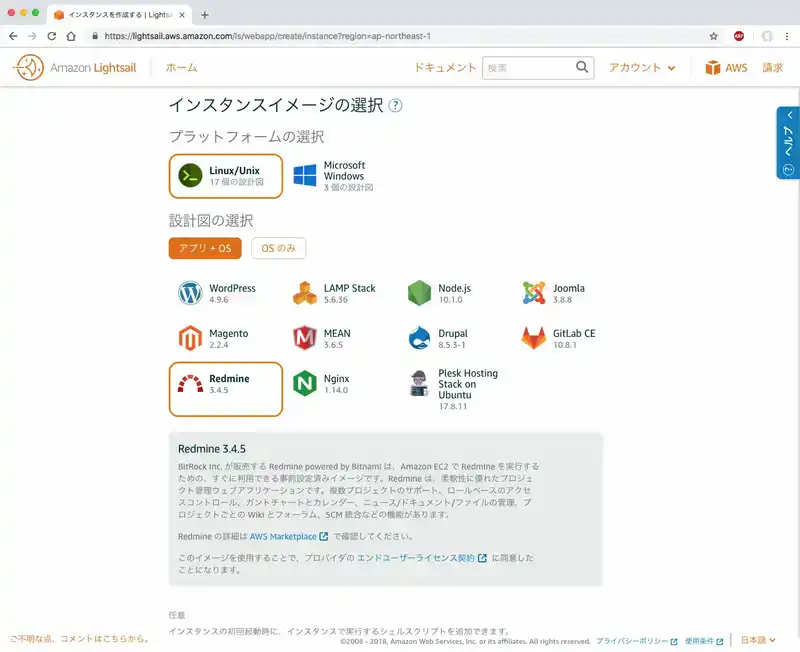 インスタンスを作成する | Lights
https://lightsail.aws.amazon.com/ls/webapp/create/instance?region=ap-northeast-1
ABP
Amazon Lightsail
ホーム
ドキュメント
検索
アカウント
AWS
請求
インスタンスイメージの選択 ?
ヘルプ ?
プラットフォームの選択
Linux/Unix
17 個の設計図
Microsoft
Windows
3 個の設計図
設計図の選択
アプリ + OS
OS のみ
WordPress
4.9.6
LAMP Stack
5.6.36
Node.js
10.1.0
Joomla
3.8.8
Magento
2.2.4
MEAN
3.6.5
Drupal
8.5.3-1
GitLab CE
10.8.1
Redmine
3.4.5
Nginx
1.14.0
Plesk Hosting
Stack on
Ubuntu
17.8.11
Redmine 3.4.5
BitRock Inc. が販売する Redmine powered by Bitnami は、Amazon EC2 で Redmine を実行する
ための、すぐに利用できる事前設定済みイメージです。Redmine は、柔軟性に優れたプロジェ
クト管理ウェブアプリケーションです。複数プロジェクトのサポート、ロールベースのアクセ
スコントロール、ガントチャートとカレンダー、ニュース/ドキュメント/ファイルの管理、プ
ロジェクトごとの Wiki とフォーラム、SCM 統合などの機能があります。
Redmine の詳細は AWS Marketplace で確認してください。
このイメージを使用することで、プロバイダの エンドユーザーライセンス契約 に同意した
ことになります。
任意
インスタンスの初回起動時に、インスタンスで実行するシェルスクリプトを追加できます。
ご不明な点、コメントはこちらから。
©2008 - 2018, Amazon Web Services, Inc. or its affiliates. All rights reserved.
プライバシーポリシー
使用条件
日本語